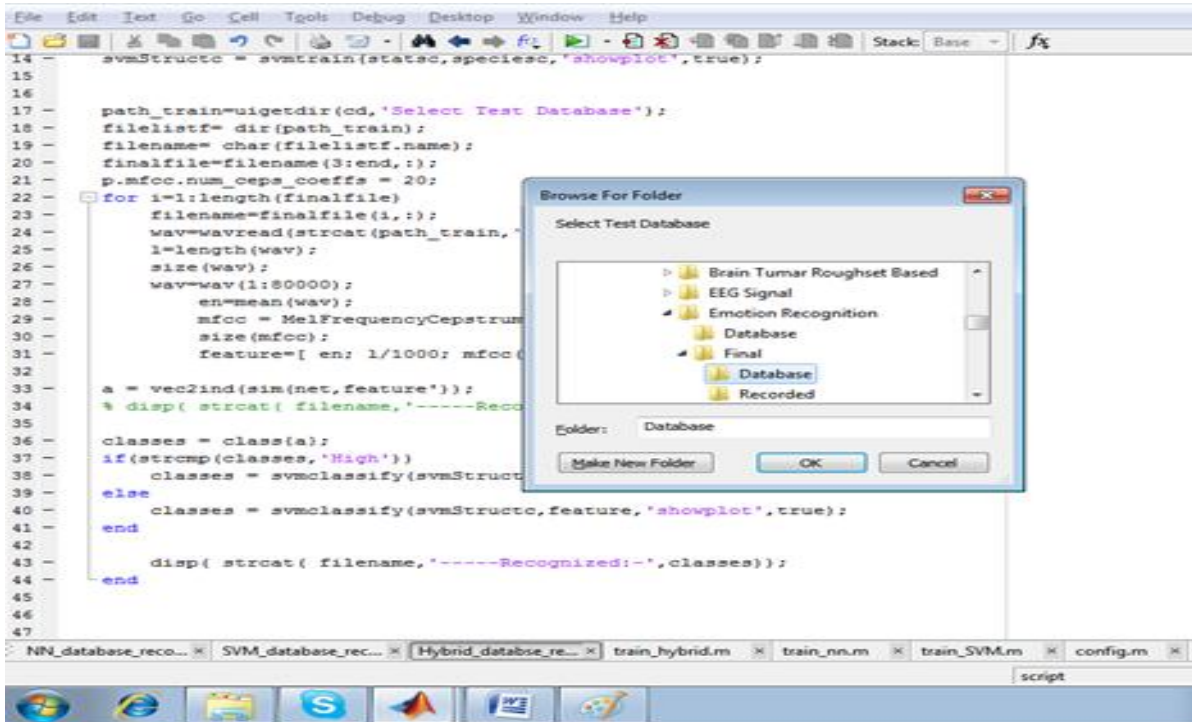 File Edit Text Go Cell Tools Debug Desktop Window Help
Stack: Base fx
14 - svmStructc = svmtrain(statsc,speciesc,'showplot',true);
15
16
17 - path_train=uigetdir(cd,'Select Test Database');
18 - filelistf= dir(path_train);
19 - filename= char(filelistf.name);
20 - finalfile=filename(3:end,:);
21 - p.mfcc.num_ceps_coeffs = 20;
22 - for i=1:length(finalfile)
23 - filename=finalfile(i,:);
24 - wav=wavread(strcat(path_train,'
25 - l=length(wav);
26 - size(wav);
27 - wav=wav(1:80000);
28 - en=mean(wav);
29 - mfcc = MelFrequencyCepstrum
30 - size(mfcc);
31 - feature=[ en; l/1000; mfcc(
32
33 - a = vec2ind(sim(net,feature'));
34 % disp( strcat( filename,'-----Reco
35
36 - classes = class{a};
37 - if(strcmp(classes,'High'))
38 - classes = svmclassify(svmStruct
39 - else
40 - classes = svmclassify(svmStructc,feature,'showplot',true);
41 - end
42
43 - disp( strcat( filename,'-----Recognized:-',classes));
44 - end
45
46
47
Browse For Folder
Select Test Database
Brain Tumar Roughset Based
EEG Signal
Emotion Recognition
Database
Final
Database
Recorded
Folder: Database
Make New Folder OK Cancel
NN_database_reco... SVM_database_rec... Hybrid_databse_re... train_hybrid.m train_nn.m train_SVM.m config.m
script